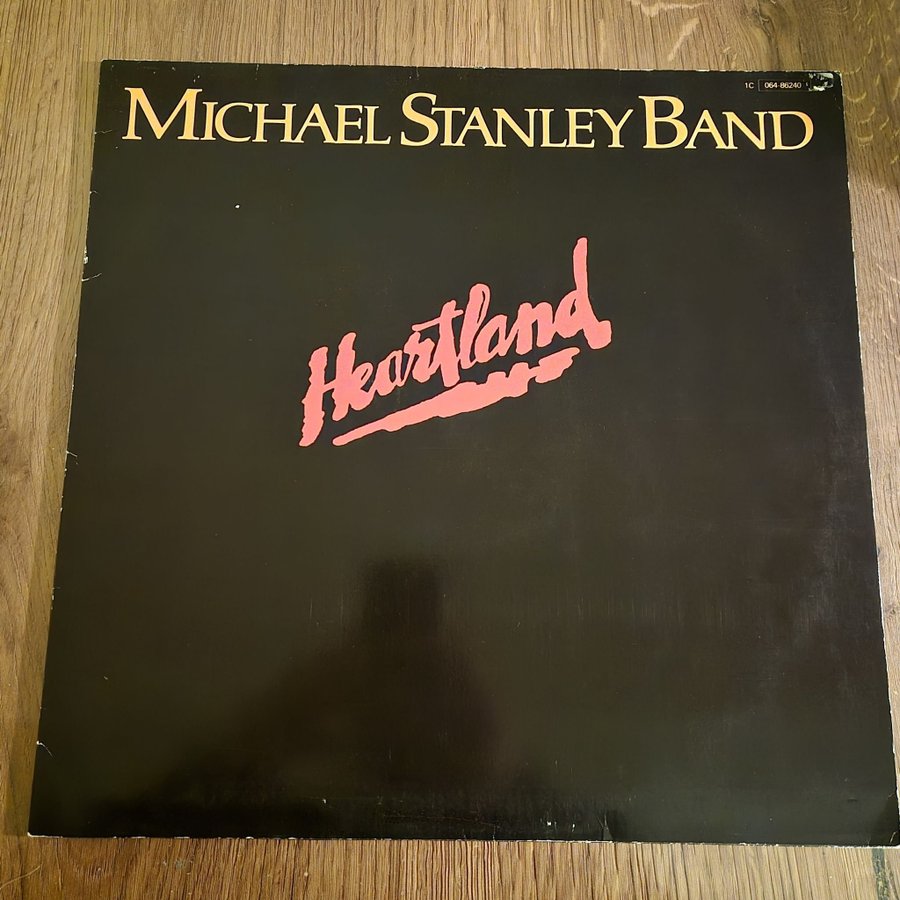 1C 064-86240
MICHAEL STANLEY BAND
Heartland